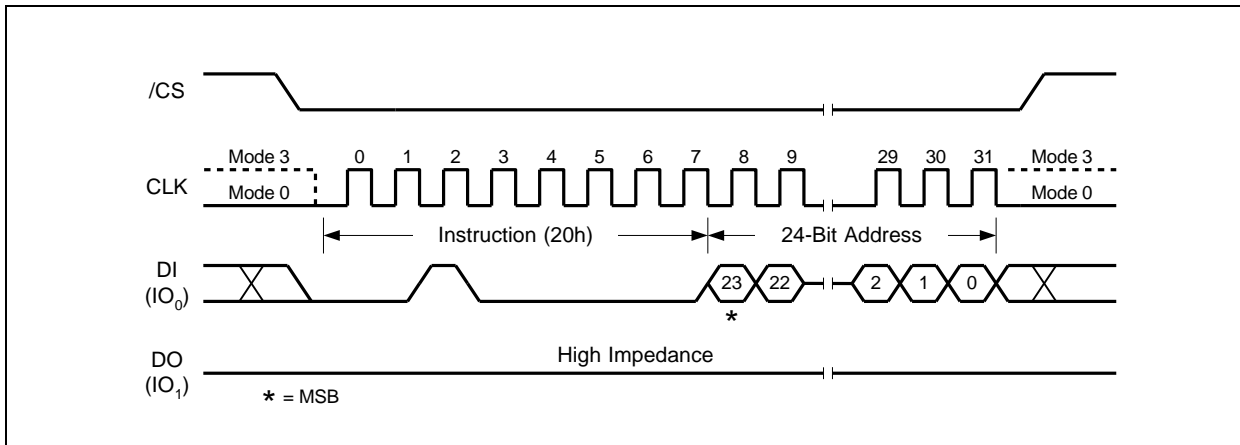 /CS
Mode 3 0 1 2 3 4 5 6 7 8 9 29 30 31 Mode 3
CLK Mode 0 Mode 0
Instruction (20h) 24-Bit Address
DI
(IO0) 23 22 2 1 0
*
High Impedance
DO
(IO1)
* = MSB